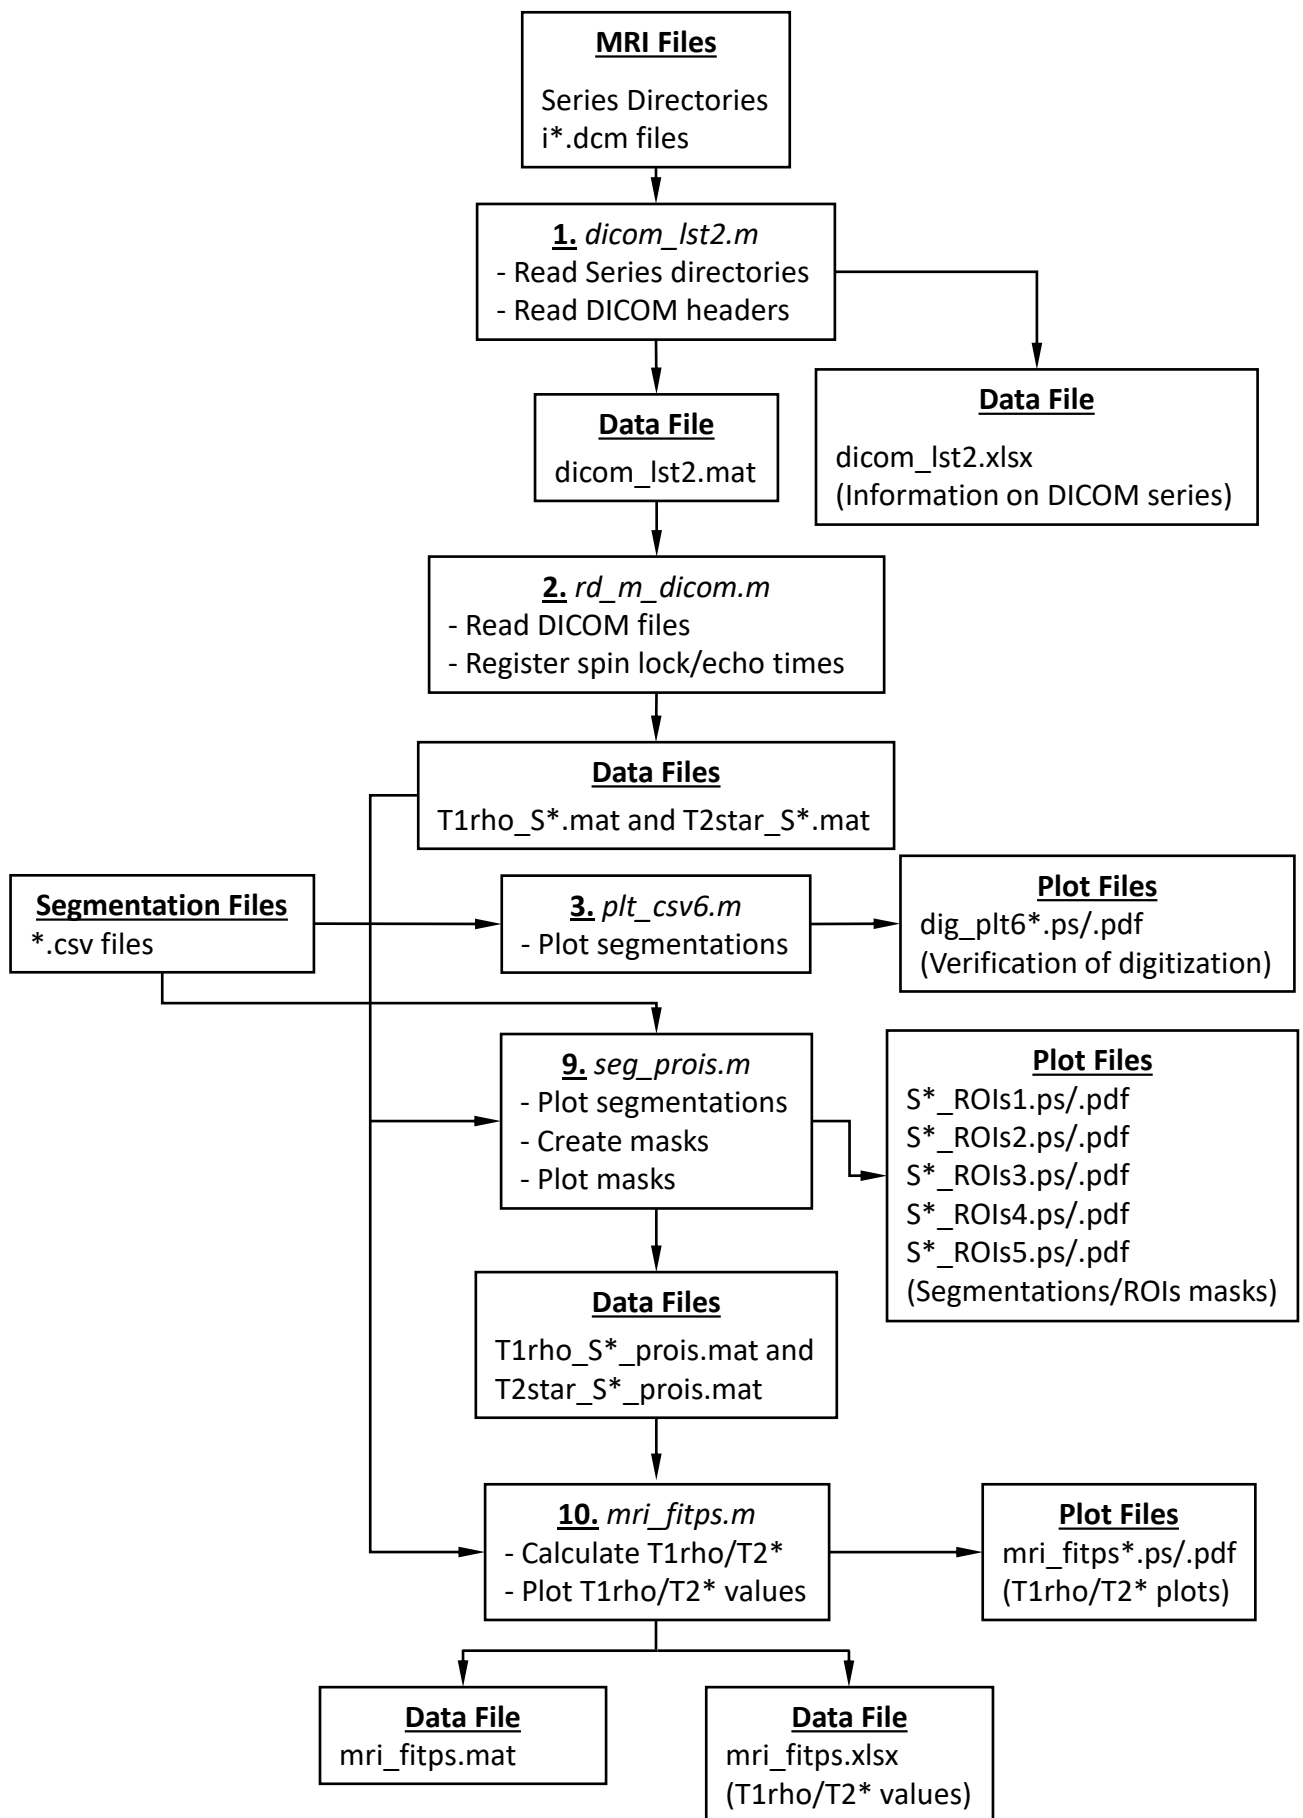 MRI Files
Series Directories
i*.dcm files
1. dicom_lst2.m
- Read Series directories
- Read DICOM headers
Data File
dicom_lst2.mat
Data File
dicom_lst2.xlsx
(Information on DICOM series)
2. rd_m_dicom.m
- Read DICOM files
- Register spin lock/echo times
Data Files
T1rho_S*.mat and T2star_S*.mat
Segmentation Files
*.csv files
3. plt_csv6.m
- Plot segmentations
Plot Files
dig_plt6*.ps/.pdf
(Verification of digitization)
9. seg_prois.m
- Plot segmentations
- Create masks
- Plot masks
Plot Files
S*_ROIs1.ps/.pdf
S*_ROIs2.ps/.pdf
S*_ROIs3.ps/.pdf
S*_ROIs4.ps/.pdf
S*_ROIs5.ps/.pdf
(Segmentations/ROIs masks)
Data Files
T1rho_S*_prois.mat and
T2star_S*_prois.mat
10. mri_fitps.m
- Calculate T1rho/T2*
- Plot T1rho/T2* values
Plot Files
mri_fitps*.ps/.pdf
(T1rho/T2* plots)
Data File
mri_fitps.mat
Data File
mri_fitps.xlsx
(T1rho/T2* values)